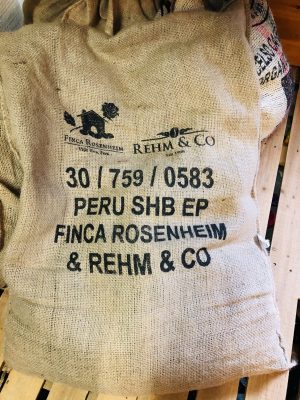 FINCA ROSENHEIM
REHM & CO
30 / 759 / 0583
PERU SHB EP
FINCA ROSENHEIM
& REHM & CO